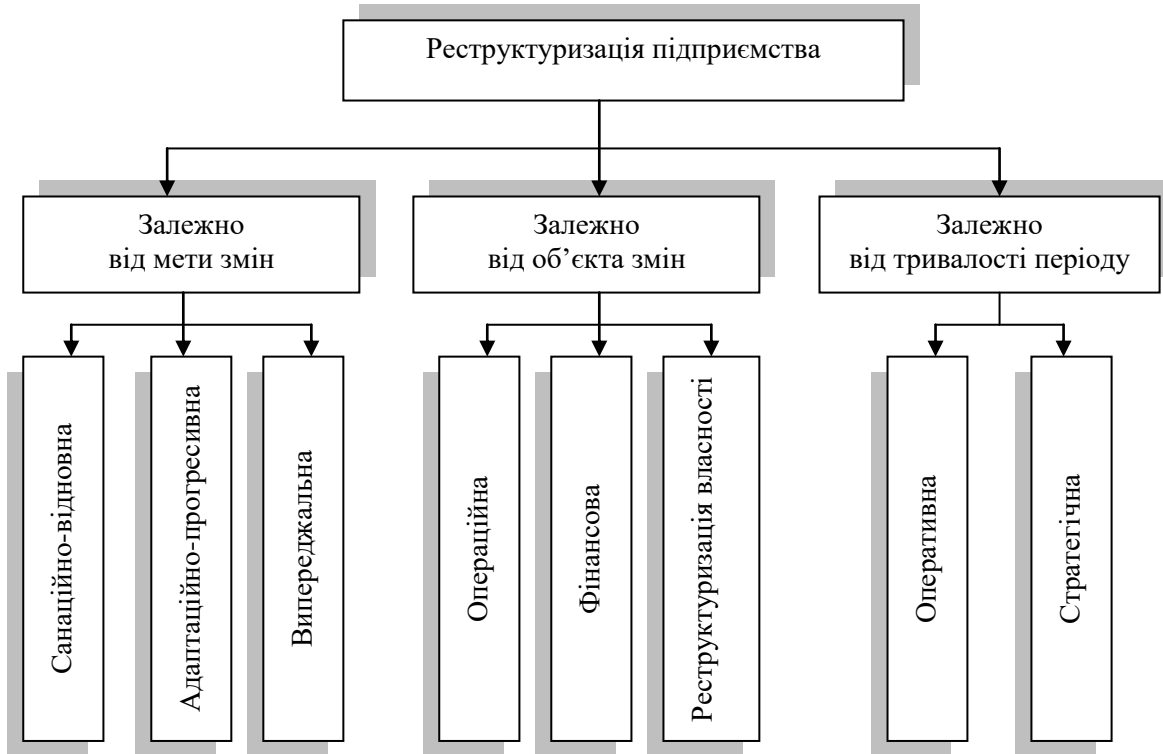 Реструктуризація підприємства
Залежно
від мети змін
Залежно
від об’єкта змін
Залежно
від тривалості періоду
Санаційно-відновна
Адаптаційно-прогресивна
Випереджальна
Операційна
Фінансова
Реструктуризація власності
Оперативна
Стратегічна